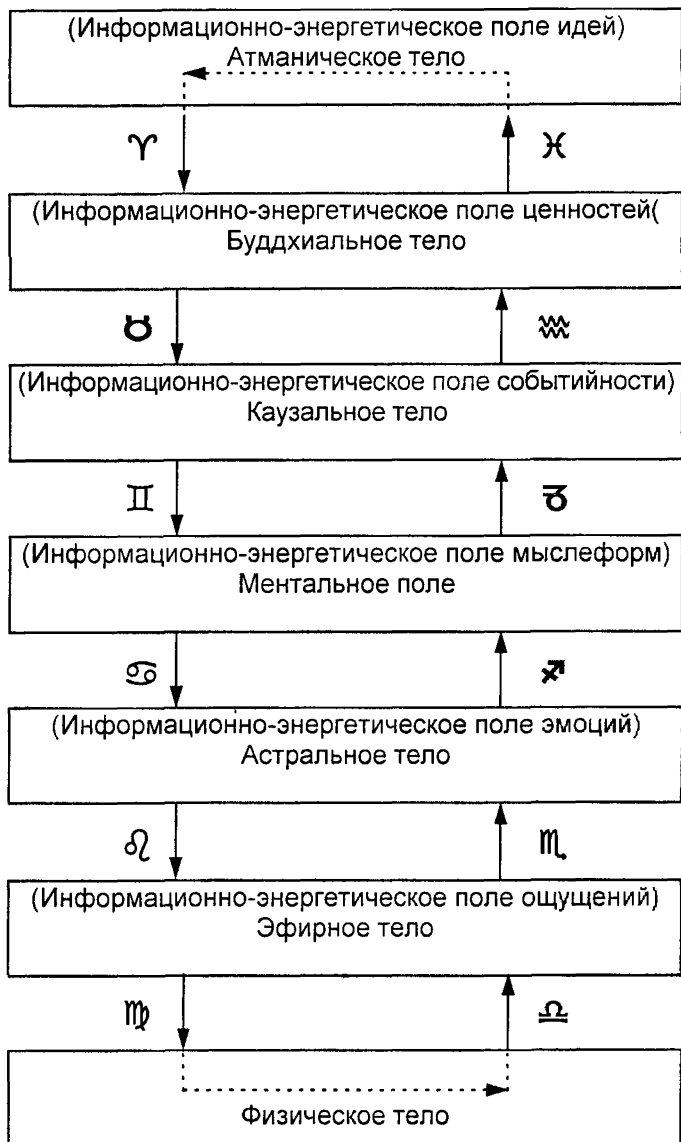 (Информационно-энергетическое поле идей)
Атманическое тело
♈ ♓
(Информационно-энергетическое поле ценностей(
Буддхиальное тело
♉ ♒
(Информационно-энергетическое поле событийности)
Каузальное тело
♊ ♑
(Информационно-энергетическое поле мыслеформ)
Ментальное поле
♋ ♐
(Информационно-энергетическое поле эмоций)
Астральное тело
♌ ♏
(Информационно-энергетическое поле ощущений)
Эфирное тело
♍ ♎
Физическое тело